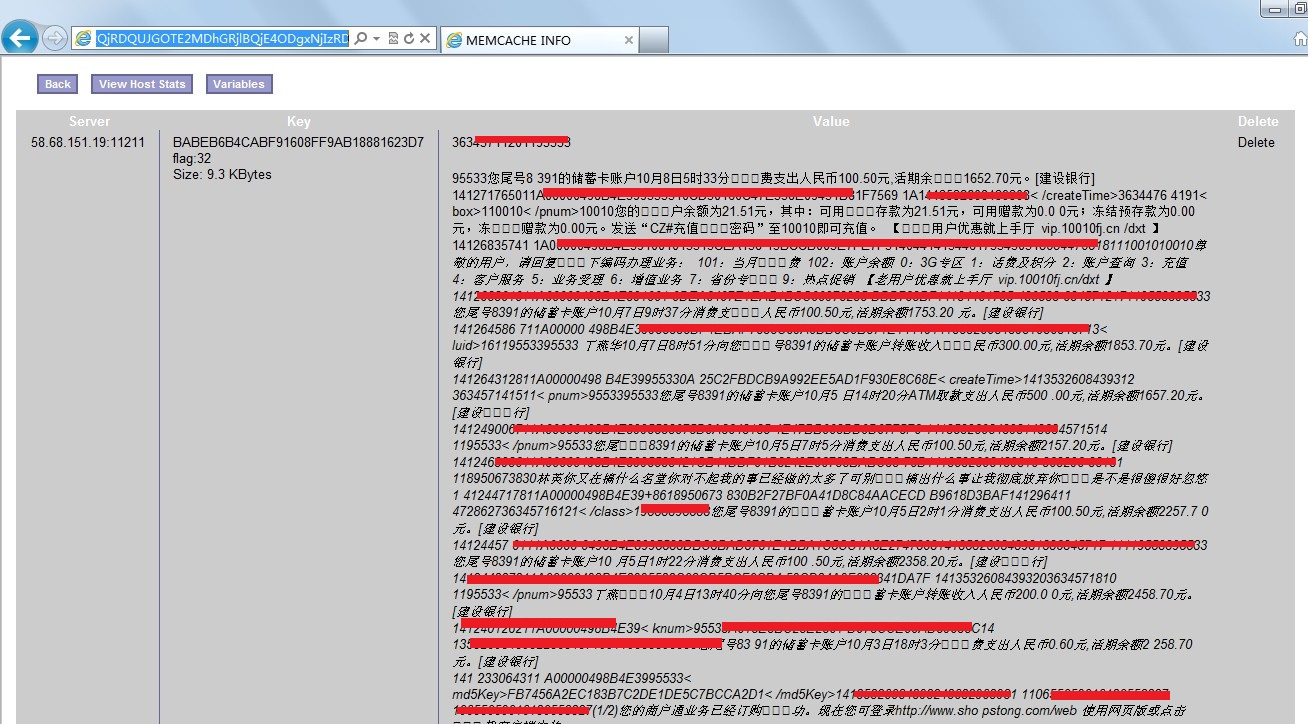 QjRDQUJGOTE2MDhGRjlBQjE4ODgxNjIzRD
MEMCACHE INFO
Back View Host Stats Variables
Server Key Value Delete
58.68.151.19:11211 BABEB6B4CABF91608FF9AB18881623D7 Delete
flag:32
Size: 9.3 KBytes
95533您尾号8 391的储蓄卡账户10月8日5时33分□□□费支出人民币100.50元,活期余□□□1652.70元。[建设银行]
141271765011A < /createTime>3634476 4191<
box>110010< /pnum>10010您的□□□户余额为21.51元，其中：可用□□□存款为21.51元，可用赠款为0.0 0元；冻结预存款为0.00
元，冻□□□赠款为0.00元。发送“CZ#充值□□□密码”至10010即可充值。 【□□□用户优惠就上手厅 vip.10010fj.cn /dxt 】
14126835741 1A0 18111001010010尊
敬的用户，请回复□□□下编码办理业务： 101：当月□□□费 102：账户余额 0：3G专区 1：话费及积分 2：账户查询 3：充值
4：客户服务 5：业务受理 6：增值业务 7：省份专□□□ 9：热点促销 【老用户优惠就上手厅 vip.10010fj.cn/dxt 】
1412 33
您尾号8391的储蓄卡账户10月7日9时37分消费支□□□人民币100.50元,活期余额1753.20 元。[建设银行]
141264586 711A00000 498B4E3 13<
luid>16119553395533 丁燕华10月7日8时51分向您□□□号8391的储蓄卡账户转账收入□□□民币300.00元,活期余额1853.70元。[建设
银行]
141264312811A00000498 B4E39955330A 25C2FBDCB9A992EE5AD1F930E8C68E< createTime>1413532608439312
363457141511< pnum>9553395533您尾号8391的储蓄卡账户10月5 日14时20分ATM取款支出人民币500 .00元,活期余额1657.20元。
[建设□□□行]
141249006 4571514
1195533< /pnum>95533您尾□□□8391的储蓄卡账户10月5日7时5分消费支出人民币100.50元,活期余额2157.20元。[建设银行]
14124 1
118950673830林英你又在搞什么名堂你对不起我的事已经做的太多了可别□□□搞出什么事让我彻底放弃你□□□是不是很傻很好忽您
1 41244717811A00000498B4E39+8618950673 830B2F27BF0A41D8C84AACECD B9618D3BAF141296411
472862736345716121< /class>1 您尾号8391的□□□蓄卡账户10月5日2时1分消费支出人民币100.50元,活期余额2257.7 0
元。[建设银行]
14124457 33
您尾号8391的储蓄卡账户10 月5日1时22分消费支出人民币100 .50元,活期余额2358.20元。[建设□□□行]
14 341DA7F 14135326084393203634571810
1195533< /pnum>95533丁燕□□□10月4日13时40分向您尾号8391的□□□蓄卡账户转账收入人民币200.0 0元,活期余额2458.70元。
[建设银行]
B4E39< knum>9553 C14
尾号83 91的储蓄卡账户10月3日18时3分□□□费支出人民币0.60元,活期余额2 258.70
元。[建设银行]
141 233064311 A00000498B4E3995533<
md5Key>FB7456A2EC183B7C2DE1DE5C7BCCA2D1< /md5Key>141 1 1106
(1/2)您的商户通业务已经订购□□□功。现在您可登录http://www.sho pstong.com/web 使用网页版或点击